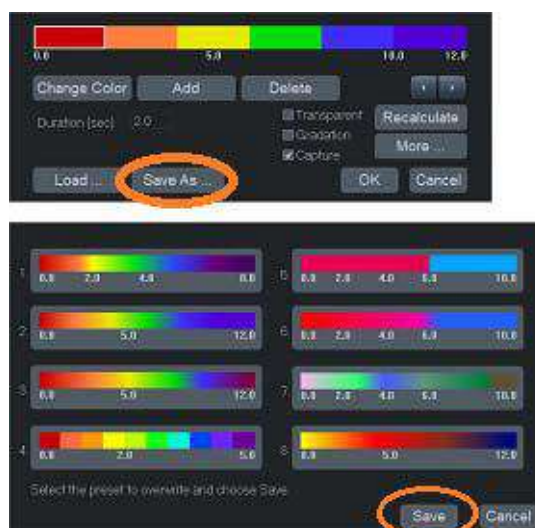 0.0 5.0 10.0 12.0
Change Color Add Delete
Duration (sec) 2.0 Transparent Recalculate
Gradation
Capture More ...
Load ... Save As ... OK Cancel
1 0.0 2.0 4.0 8.0 5 0.0 2.0 4.0 6.0 10.0
2 0.0 5.0 12.0 6 0.0 2.0 4.0 6.0 10.0
3 0.0 5.0 12.0 7 0.0 2.0 4.0 6.0 10.0
4 0.0 2.0 5.0 8 0.0 5.0 12.0
Select the preset to overwrite and choose Save.
Save Cancel